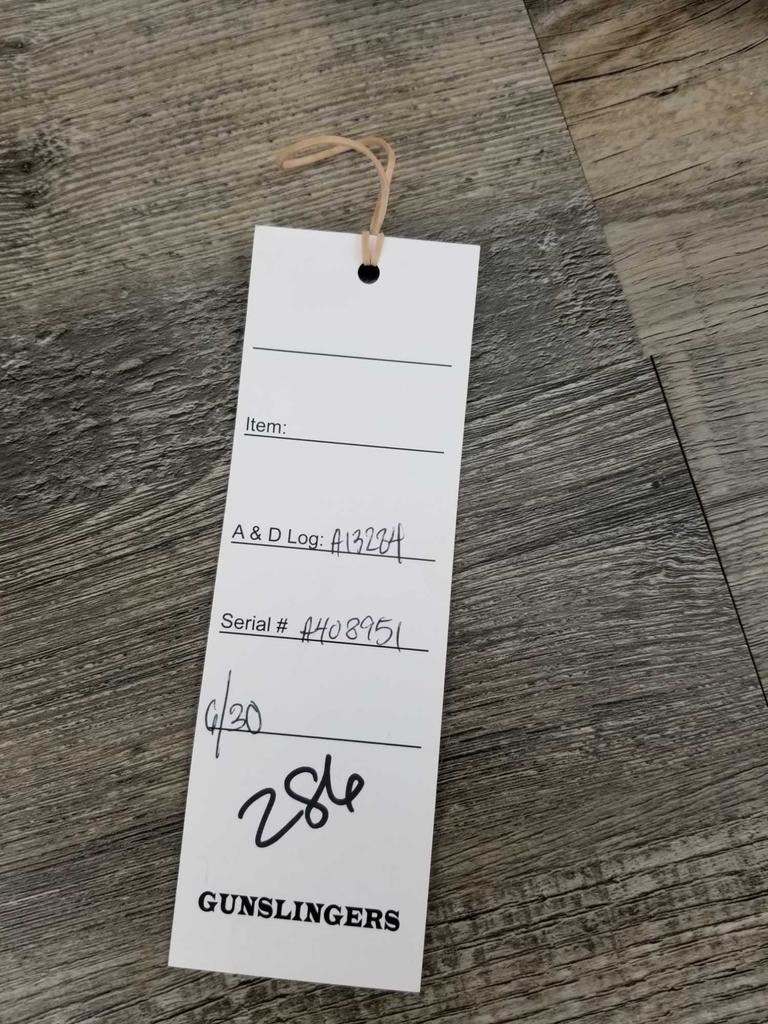 Item:
A & D Log: A13284
Serial # A408951
6/30
286
GUNSLINGERS